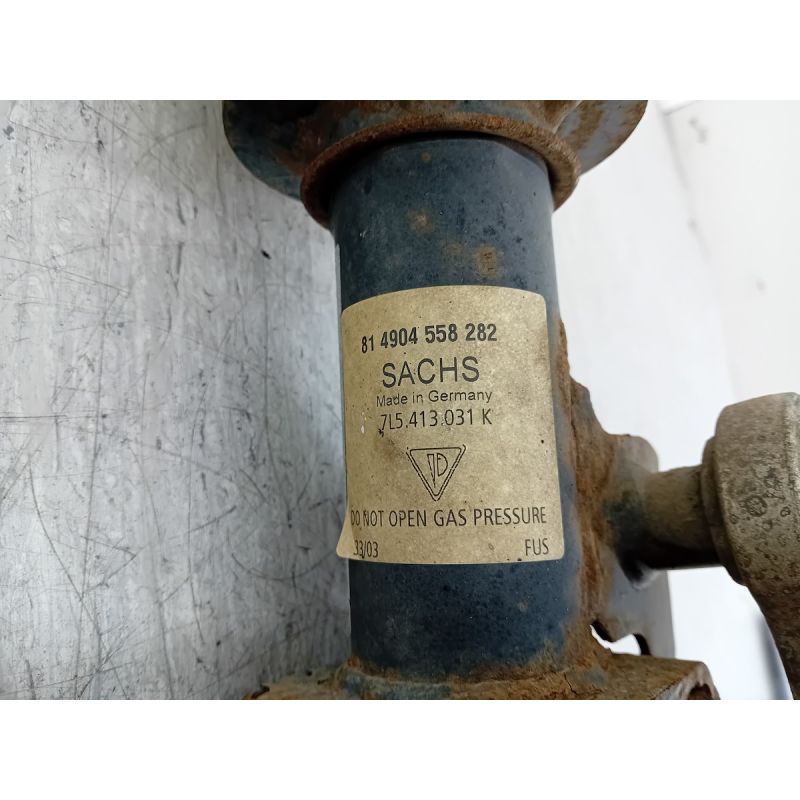 81 4904 558 282
SACHS
Made in Germany
7L5.413.031 K
DO NOT OPEN GAS PRESSURE
33/03 FUS